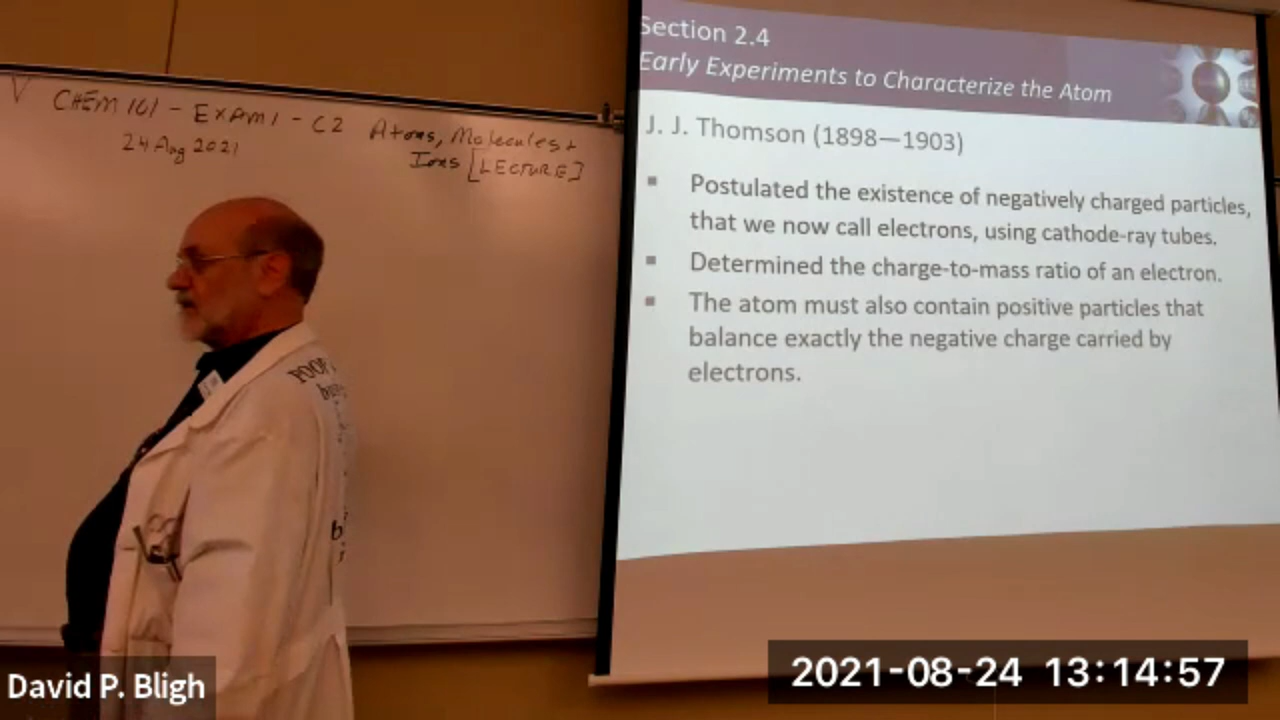 CHEM 161 - EXAM 1 - C2 Atoms, Molecules +
24 Aug 2021 Ions [LECTURE]
Section 2.4
Early Experiments to Characterize the Atom
J. J. Thomson (1898—1903)
▪ Postulated the existence of negatively charged particles,
that we now call electrons, using cathode-ray tubes.
▪ Determined the charge-to-mass ratio of an electron.
▪ The atom must also contain positive particles that
balance exactly the negative charge carried by
electrons.
David P. Bligh
2021-08-24 13:14:57